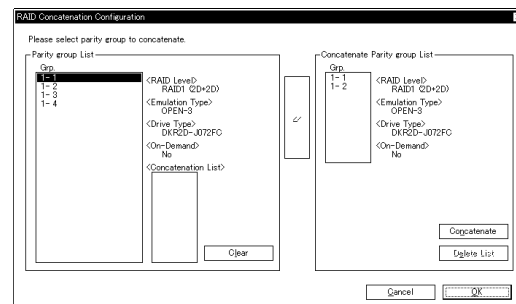 RAID Concatenation Configuration
Please select parity group to concatenate.
Parity group List
Grp.
1- 1
1- 2
1- 3
1- 4
<RAID Level>
RAID1 (2D+2D)
<Emulation Type>
OPEN-3
<Drive Type>
DKR2D-J072FC
<On-Demand>
No
<Concatenation List>
Clear
Concatenate Parity group List
Grp.
1- 1
1- 2
<RAID Level>
RAID1 (2D+2D)
<Emulation Type>
OPEN-3
<Drive Type>
DKR2D-J072FC
<On-Demand>
No
Concatenate
Delete List
Cancel
OK